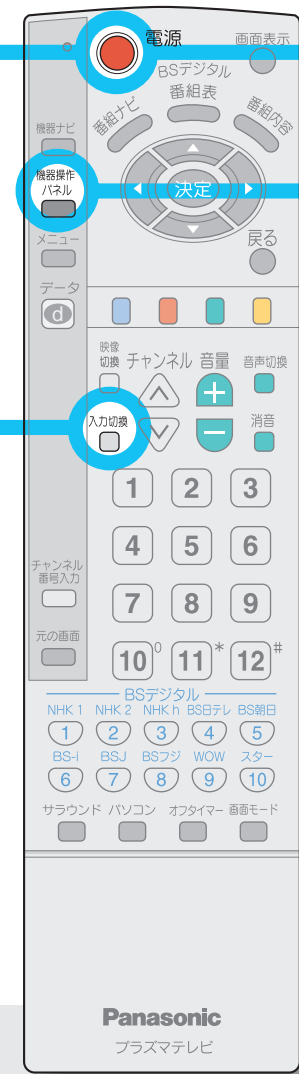 電源
画面表示
BSデジタル
番組ナビ
番組表
番組内容
機器ナビ
機器操作
パネル
決定
メニュー
戻る
データ
d
映像
切換
チャンネル
音量
音声切換
+
入力切換
−
消音
1 2 3
4 5 6
チャンネル
番号入力
7 8 9
元の画面
10 0 11 * 12 #
BSデジタル
NHK 1 NHK 2 NHK h BS日テレ BS朝日
1 2 3 4 5
BS-i BSJ BSフジ WOW スター
6 7 8 9 10
サラウンド パソコン オフタイマー 画面モード
Panasonic
プラズマテレビ